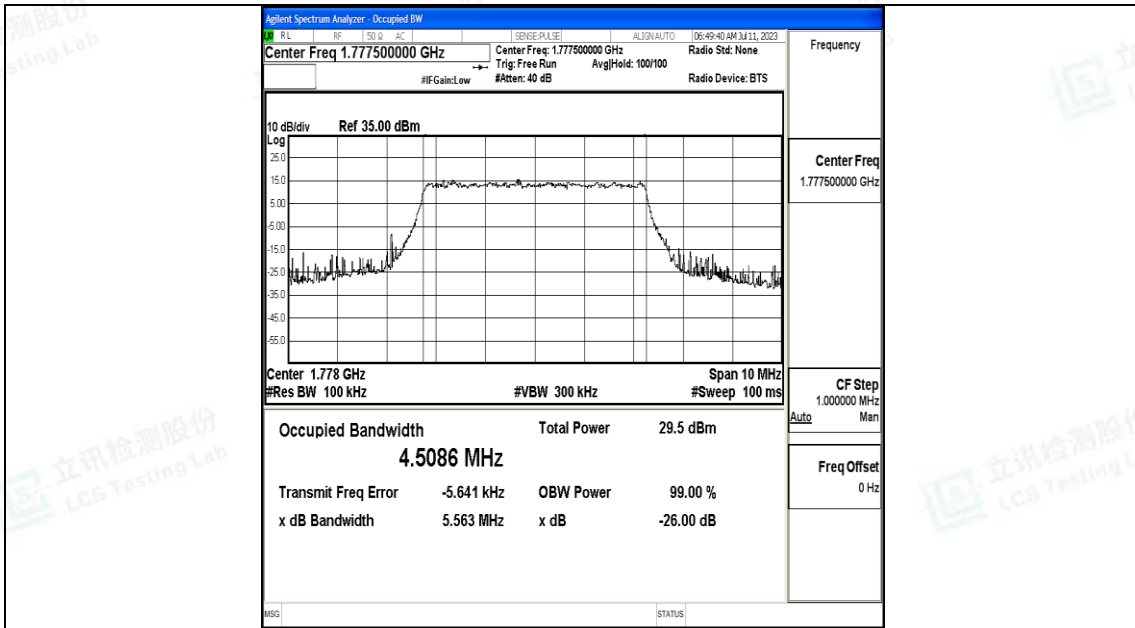 Agilent Spectrum Analyzer - Occupied BW
RL RF 50 Ω AC SENSE:PULSE ALIGN AUTO 06:49:40 AM Jul 11, 2023
Center Freq 1.777500000 GHz
Center Freq: 1.777500000 GHz
Radio Std: None
Trig: Free Run Avg|Hold: 100/100
#IFGain:Low
#Atten: 40 dB
Radio Device: BTS
10 dB/div Ref 35.00 dBm
Log
25.0
15.0
5.00
-5.00
-15.0
-25.0
-35.0
-45.0
-55.0
Center 1.778 GHz
Span 10 MHz
#Res BW 100 kHz
#VBW 300 kHz
#Sweep 100 ms
Occupied Bandwidth
4.5086 MHz
Total Power 29.5 dBm
Transmit Freq Error -5.641 kHz
OBW Power 99.00 %
x dB Bandwidth 5.563 MHz
x dB -26.00 dB
MSG
STATUS
Frequency
Center Freq
1.777500000 GHz
CF Step
1.000000 MHz
Auto Man
Freq Offset
0 Hz
立讯检测股份
LCS Testing Lab
立讯检测股份
LCS Testing L